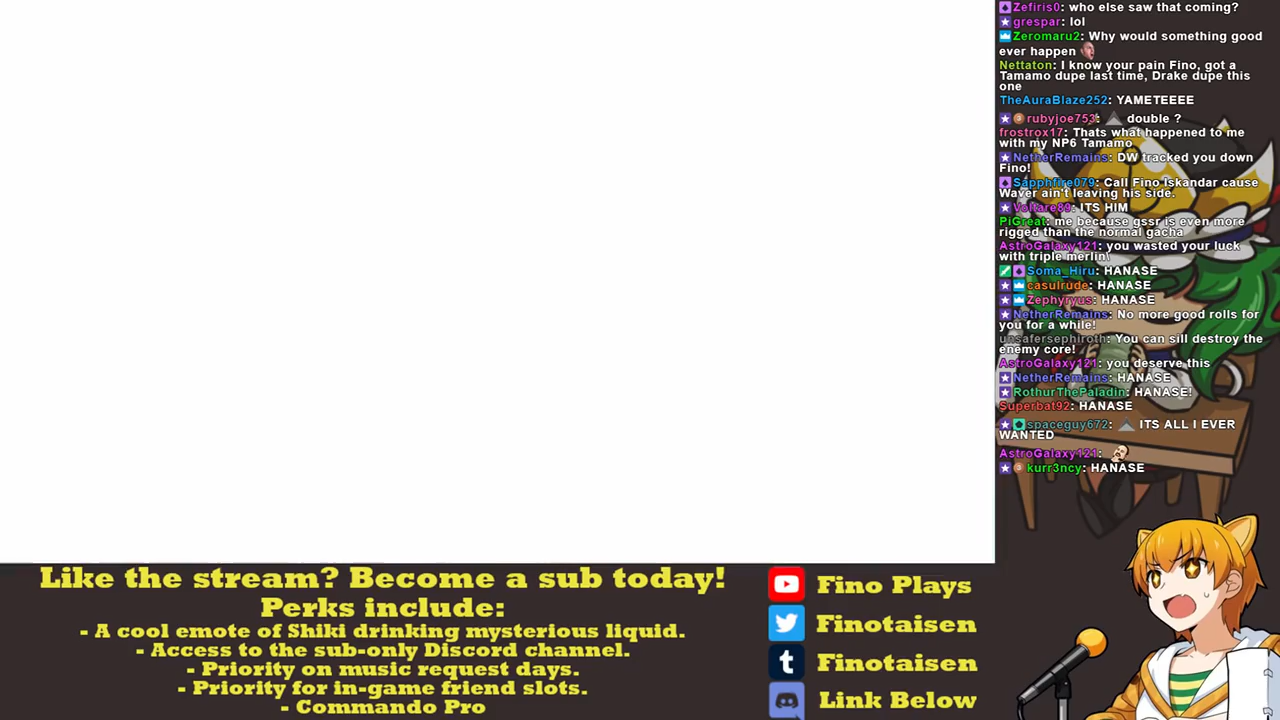 Zefiris0: who else saw that coming?
grespar: lol
Zeromaru2: Why would something good
ever happen
Nettaton: I know your pain Fino, got a
Tamamo dupe last time, Drake dupe this
one
TheAuraBlaze252: YAMETEEEE
rubyjoe753: double ?
frostrox17: Thats what happened to me
with my NP6 Tamamo
NetherRemains: DW tracked you down
Fino!
Sapphfire079: Call Fino Iskandar cause
Waver ain't leaving his side.
Voltare89: ITS HIM
PiGreat: me because gssr is even more
rigged than the normal gacha
AstroGalaxy121: you wasted your luck
with triple merlin\
Soma_Hiru: HANASE
casulrude: HANASE
Zephyryus: HANASE
NetherRemains: No more good rolls for
you for a while!
unsafersephiroth: You can sill destroy the
enemy core!
AstroGalaxy121: you deserve this
NetherRemains: HANASE
RothurThePaladin: HANASE!
Superbat92: HANASE
spaceguy672: ITS ALL I EVER
WANTED
AstroGalaxy121:
kurr3ncy: HANASE
Like the stream? Become a sub today!
Perks include:
- A cool emote of Shiki drinking mysterious liquid.
- Access to the sub-only Discord channel.
- Priority on music request days.
- Priority for in-game friend slots.
- Commando Pro
Fino Plays
Finotaisen
Finotaisen
Link Below